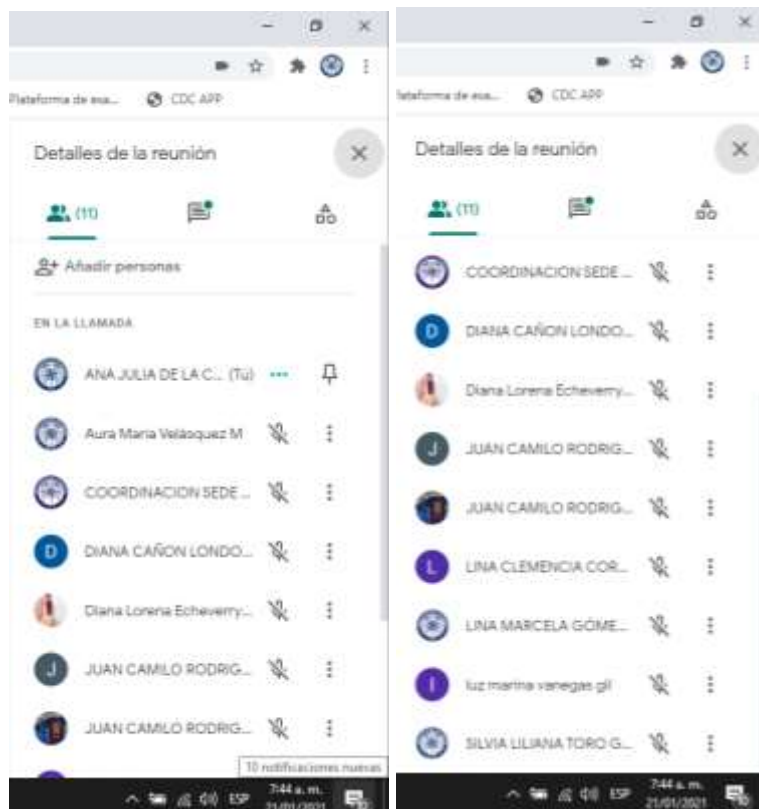 Plataforma de esa... CDC APP
Detalles de la reunión
(11)
Añadir personas
EN LA LLAMADA
ANA JULIA DE LA C... (Tú)
Aura Maria Velásquez M
COORDINACION SEDE ...
DIANA CAÑON LONDO...
Diana Lorena Echeverry...
JUAN CAMILO RODRIG...
JUAN CAMILO RODRIG...
10 notificaciones nuevas
ESP
7:44 a. m.
21/01/2021
lataforma de esa... CDC APP
Detalles de la reunión
(11)
COORDINACION SEDE ...
D DIANA CAÑON LONDO...
Diana Lorena Echeverry...
J JUAN CAMILO RODRIG...
JUAN CAMILO RODRIG...
L LINA CLEMENCIA COR...
LINA MARCELA GÓME...
l luz marina vanegas gil
SILVIA LILIANA TORO G...
ESP
7:44 a. m.